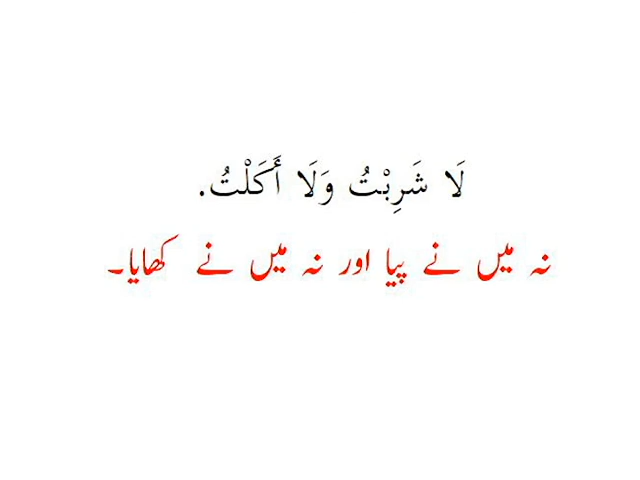 لَا شَرِبْتُ وَلَا أَكَلْتُ.
نہ میں نے پیا اور نہ میں نے کھایا۔